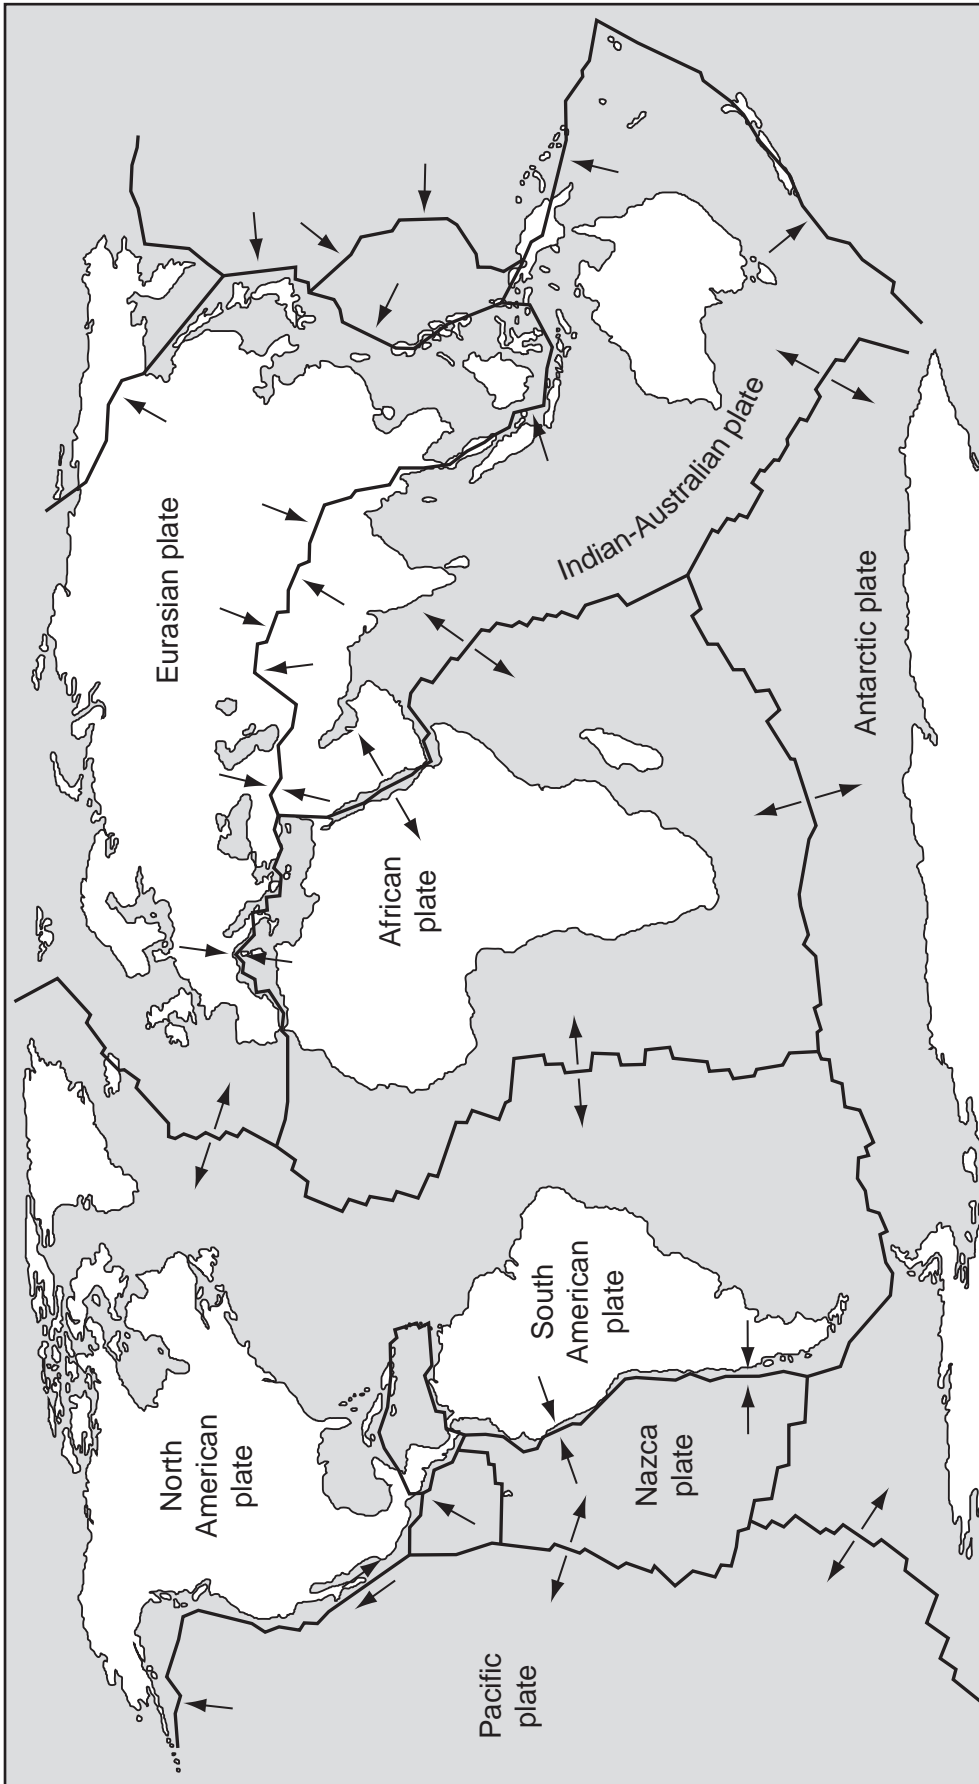 North
American
plate
Eurasian plate
African
plate
Pacific
plate
Nazca
plate
South
American
plate
Indian-Australian plate
Antarctic plate